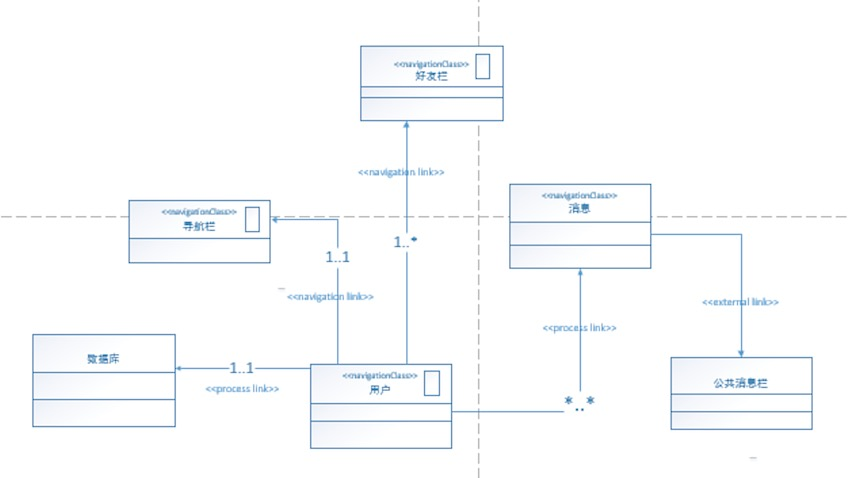 <<navigationClass>>
好友栏
<<navigation link>>
<<navigationClass>>
消息
<<navigationClass>>
导航栏
1..*
1..1
<<navigation link>>
<<external link>>
<<process link>>
数据库
1..1
<<process link>>
<<navigationClass>>
用户
公共消息栏
*..*